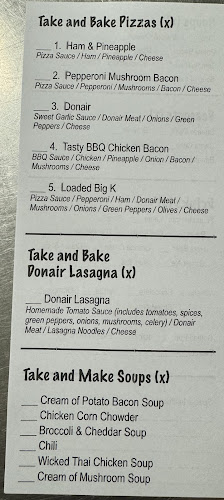 Take and Bake Pizzas (x)
___ 1. Ham & Pineapple
Pizza Sauce / Ham / Pineapple / Cheese
___ 2. Pepperoni Mushroom Bacon
Pizza Sauce / Pepperoni / Mushrooms / Bacon / Cheese
___ 3. Donair
Sweet Garlic Sauce / Donair Meat / Onions / Green
Peppers / Cheese
___ 4. Tasty BBQ Chicken Bacon
BBQ Sauce / Chicken / Pineapple / Onion / Bacon /
Mushrooms / Cheese
___ 5. Loaded Big K
Pizza Sauce / Pepperoni / Ham / Donair Meat /
Mushrooms / Onions / Green Peppers / Olives / Cheese
Take and Bake
Donair Lasagna (x)
___ Donair Lasagna
Homemade Tomato Sauce (includes tomatoes, spices,
green peppers, onions, mushrooms, celery) / Donair
Meat / Lasagna Noodles / Cheese
Take and Make Soups (x)
___ Cream of Potato Bacon Soup
___ Chicken Corn Chowder
___ Broccoli & Cheddar Soup
___ Chili
___ Wicked Thai Chicken Soup
___ Cream of Mushroom Soup